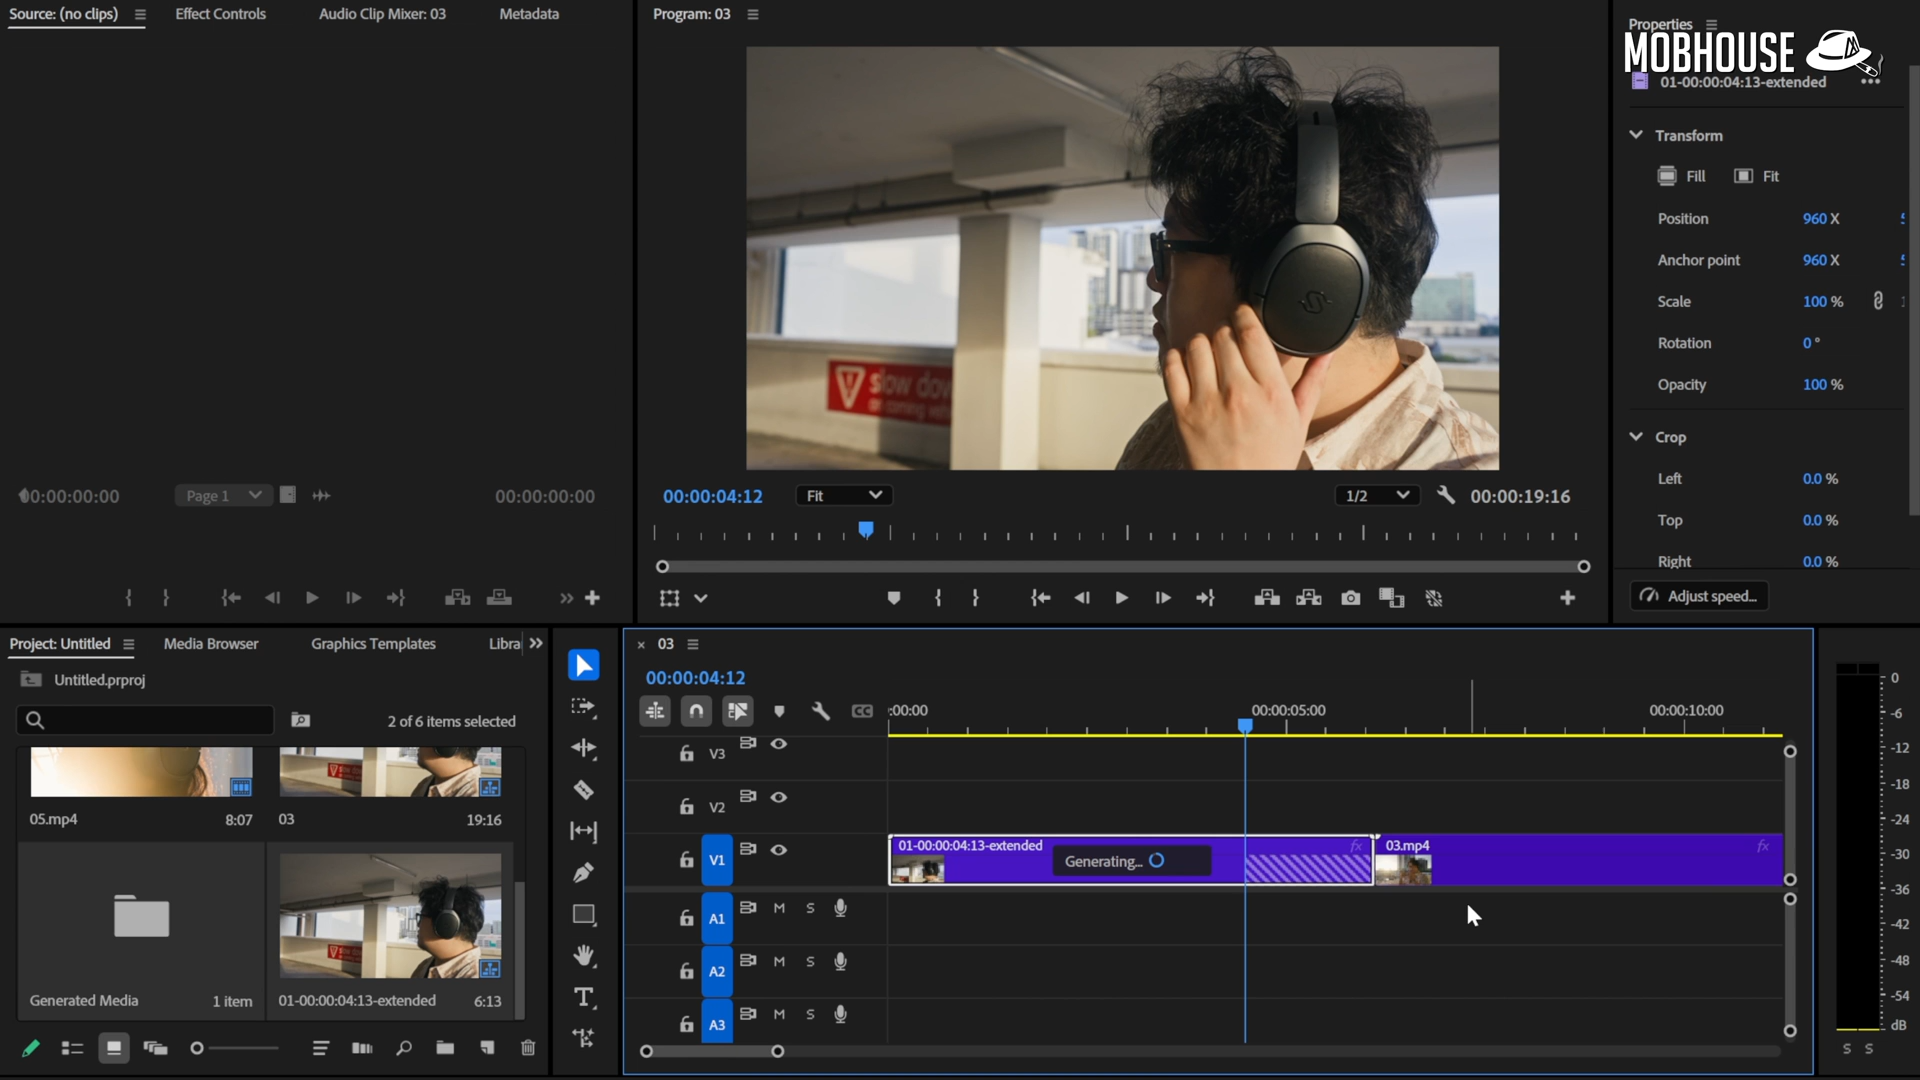 Source: (no clips)
Effect Controls
Audio Clip Mixer: 03
Metadata
Program: 03
Properties
MOBHOUSE
01-00:00:04:13-extended
Transform
Fill
Fit
Position
960 X
Anchor point
960 X
Scale
100 %
Rotation
0 °
Opacity
100 %
Crop
Left
0.0 %
Top
0.0 %
Right
0.0 %
Adjust speed...
slow
00:00:00:00
Page 1
00:00:00:00
00:00:04:12
Fit
1/2
00:00:19:16
Project: Untitled
Media Browser
Graphics Templates
Libra
Untitled.prproj
2 of 6 items selected
05.mp4
8:07
03
19:16
Generated Media
1 item
01-00:00:04:13-extended
6:13
03
00:00:04:12
CC
:00:00
00:00:05:00
00:00:10:00
V3
V2
V1
01-00:00:04:13-extended
fx
Generating...
03.mp4
fx
A1
M
S
A2
M
S
A3
M
S
T
0
-6
-12
-18
-24
-30
-36
-42
-48
-54
dB
S
S